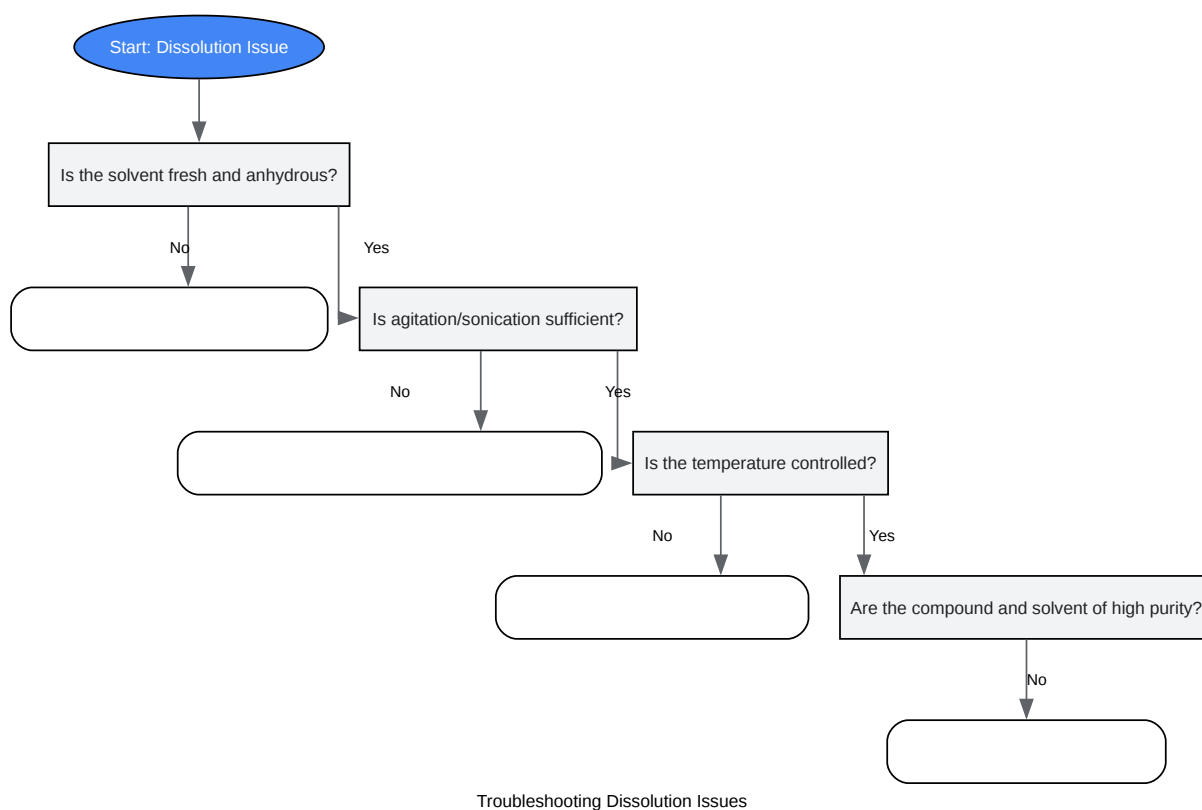 Start: Dissolution Issue
Is the solvent fresh and anhydrous?
No
Yes
Is agitation/sonication sufficient?
No
Yes
Is the temperature controlled?
No
Yes
Are the compound and solvent of high purity?
No
Troubleshooting Dissolution Issues